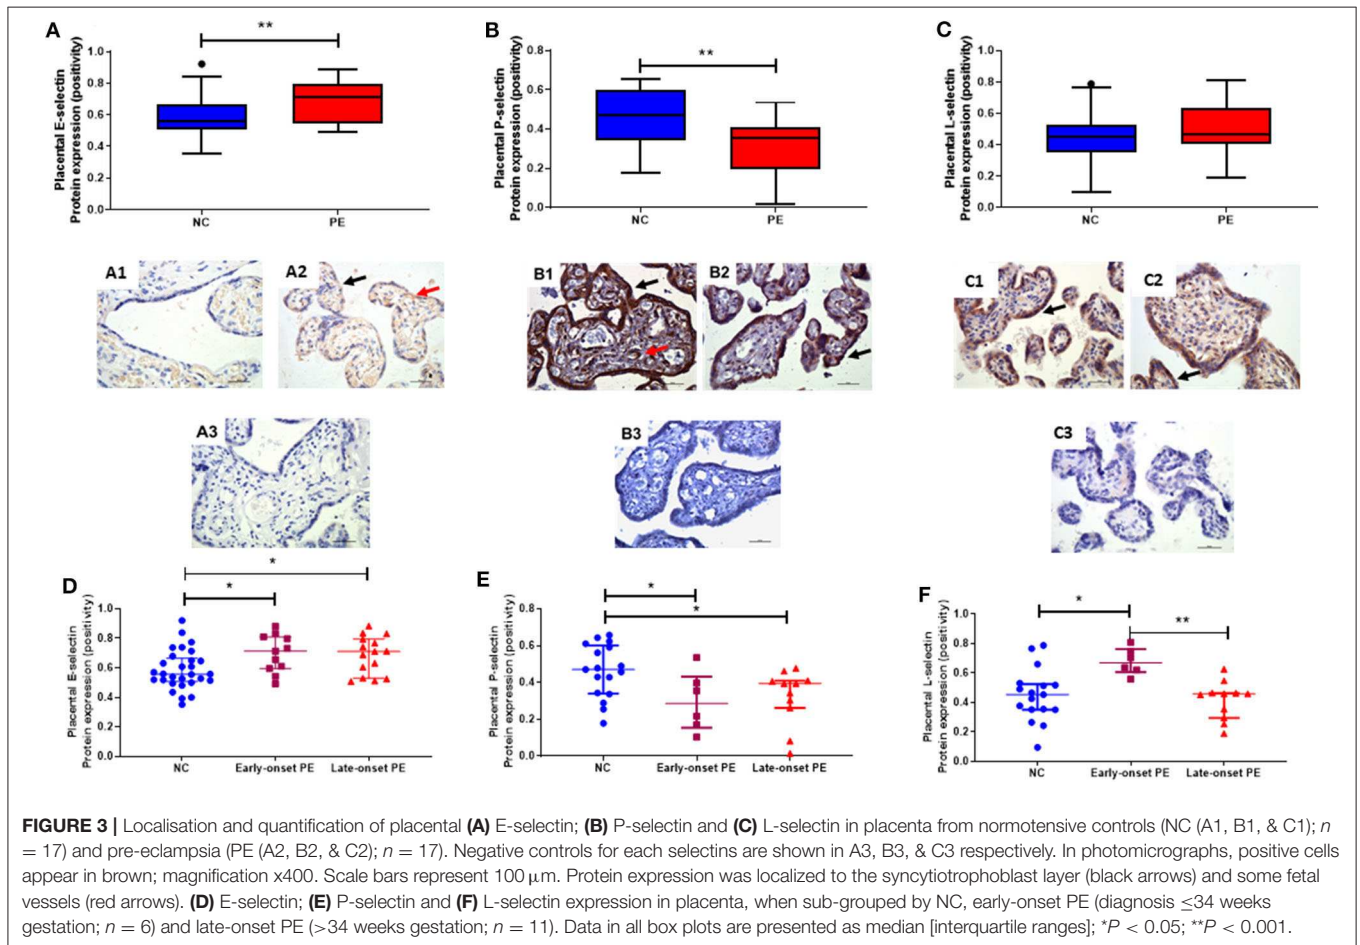 A
**
Placental E-selectin
Protein expression (positivity)
1.0
0.8
0.6
0.4
0.2
0.0
NC
PE
B
**
Placental P-selectin
Protein expression (positivity)
0.8
0.6
0.4
0.2
0.0
NC
PE
C
Placental L-selectin
Protein expression (positivity)
1.0
0.8
0.6
0.4
0.2
0.0
NC
PE
A1
A2
B1
B2
C1
C2
A3
B3
C3
D
*
*
Placental E-selectin
Protein expression (positivity)
1.0
0.8
0.6
0.4
0.2
0.0
NC
Early-onset PE
Late-onset PE
E
*
*
Placental P-selectin
Protein expression (positivity)
0.8
0.6
0.4
0.2
0.0
NC
Early-onset PE
Late-onset PE
F
*
**
Placental L-selectin
Protein expression (positivity)
1.0
0.8
0.6
0.4
0.2
0.0
NC
Early-onset PE
Late-onset PE
FIGURE 3 | Localisation and quantification of placental (A) E-selectin; (B) P-selectin and (C) L-selectin in placenta from normotensive controls (NC (A1, B1, & C1); n
= 17) and pre-eclampsia (PE (A2, B2, & C2); n = 17). Negative controls for each selectins are shown in A3, B3, & C3 respectively. In photomicrographs, positive cells
appear in brown; magnification x400. Scale bars represent 100 μm. Protein expression was localized to the syncytiotrophoblast layer (black arrows) and some fetal
vessels (red arrows). (D) E-selectin; (E) P-selectin and (F) L-selectin expression in placenta, when sub-grouped by NC, early-onset PE (diagnosis ≤34 weeks
gestation; n = 6) and late-onset PE (>34 weeks gestation; n = 11). Data in all box plots are presented as median [interquartile ranges]; *P < 0.05; **P < 0.001.